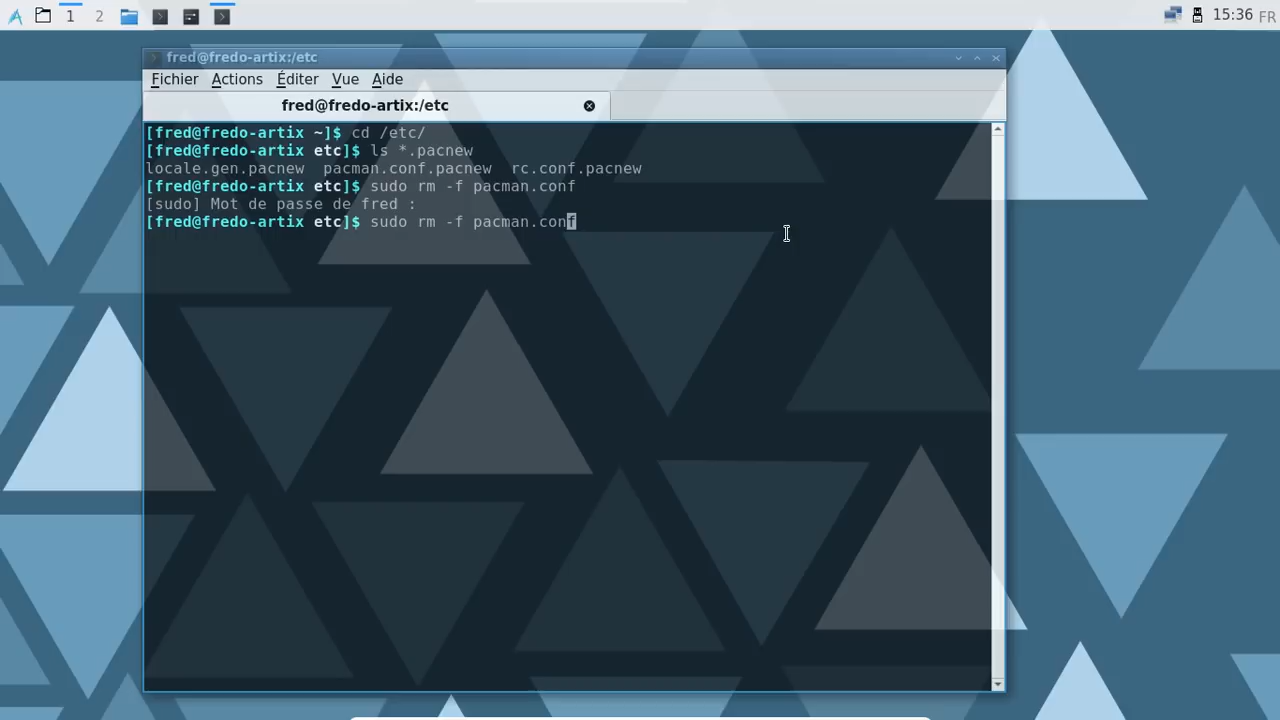 1 2 15:36 FR
fred@fredo-artix:/etc
Fichier Actions Éditer Vue Aide
fred@fredo-artix:/etc
[fred@fredo-artix ~]$ cd /etc/
[fred@fredo-artix etc]$ ls *.pacnew
locale.gen.pacnew  pacman.conf.pacnew  rc.conf.pacnew
[fred@fredo-artix etc]$ sudo rm -f pacman.conf
[sudo] Mot de passe de fred :
[fred@fredo-artix etc]$ sudo rm -f pacman.conf